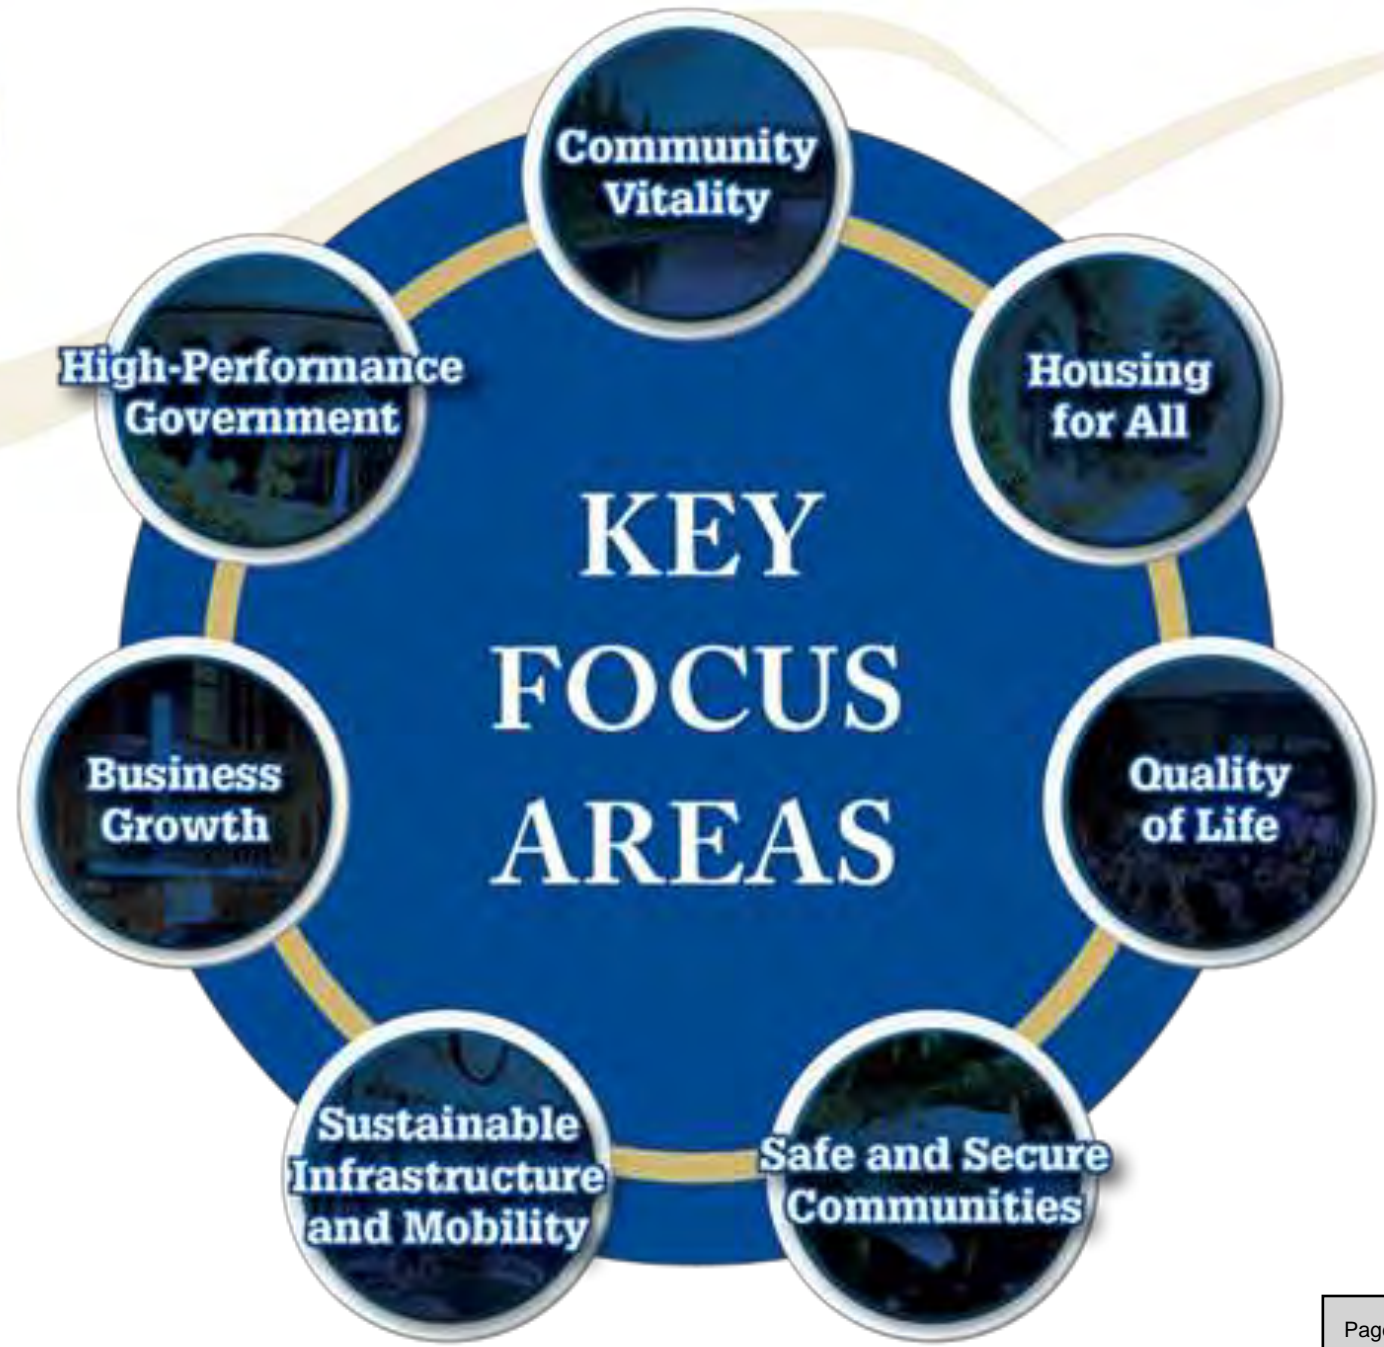 Community
Vitality
High-Performance
Government
Housing
for All
KEY
FOCUS
AREAS
Business
Growth
Quality
of Life
Sustainable
Infrastructure
and Mobility
Safe and Secure
Communities